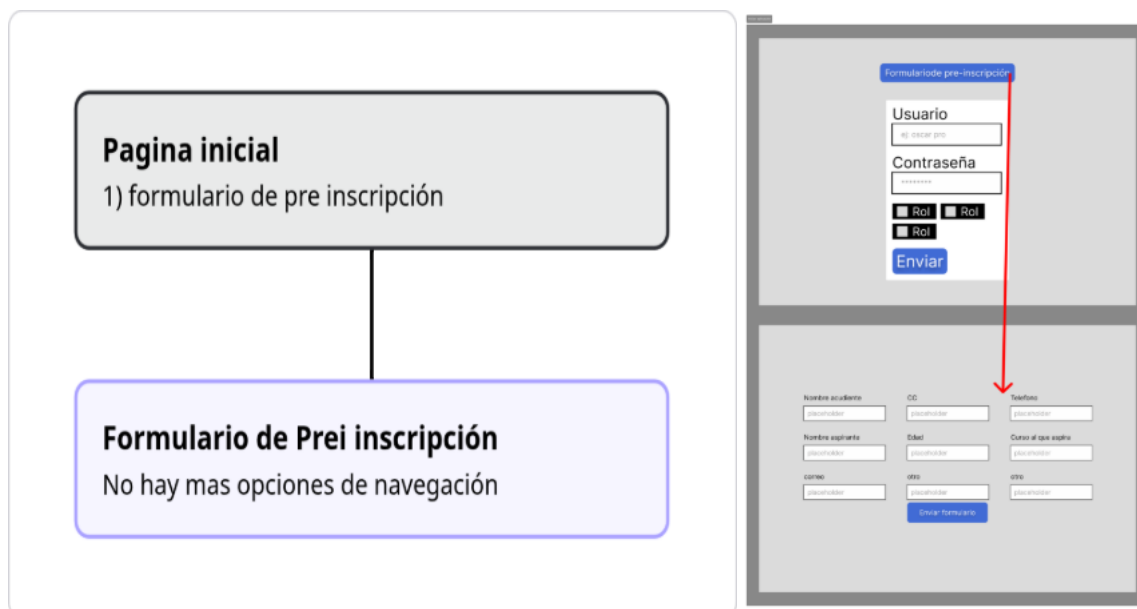 Pagina inicial
1) formulario de pre inscripción
Formulario de Prei inscripción
No hay mas opciones de navegación
Formulariode pre-inscripción
Usuario
ej: oscar pro
Contraseña
********
Rol Rol
Rol
Enviar
Nombre acudiente CC Telefono
placeholder placeholder placeholder
Nombre aspirante Edad Curso al que aspira
placeholder placeholder placeholder
correo otro otro
placeholder placeholder placeholder
Enviar formulario